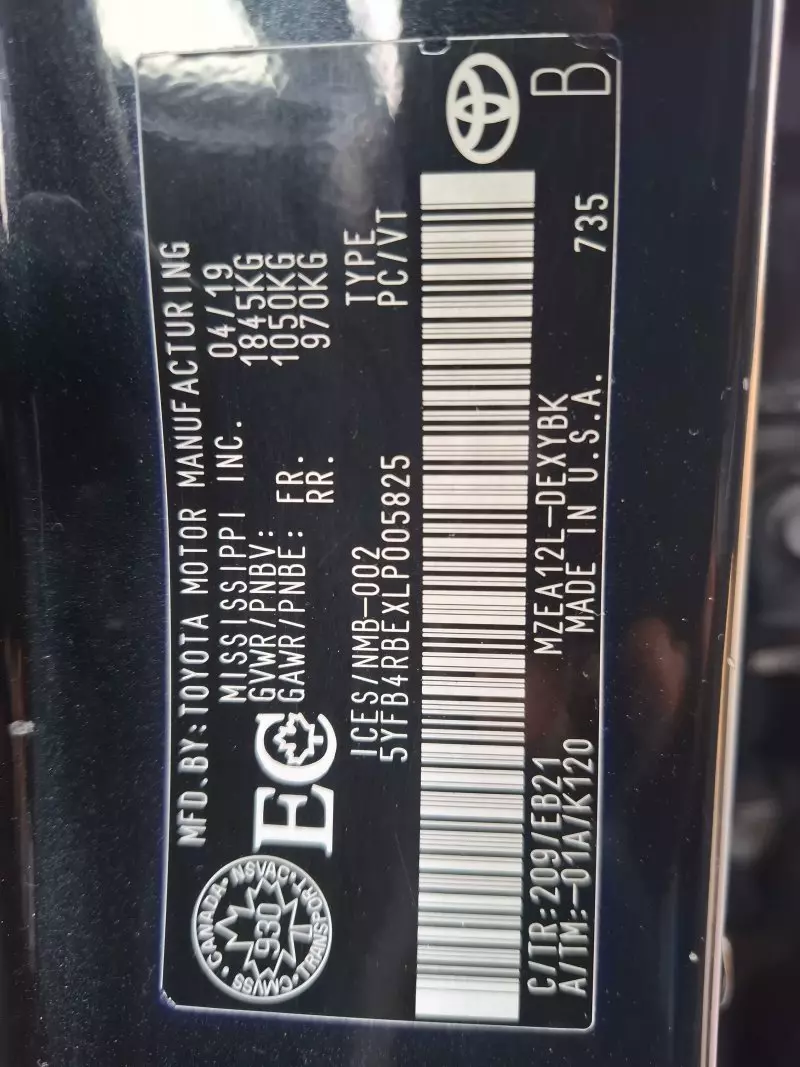 MFD.BY:TOYOTA MOTOR MANUFACTURING
MISSISSIPPI INC. 04/19
GVWR/PNBV: 1845KG
GAWR/PNBE: FR. 1050KG
RR. 970KG
CANADA NSVAC TRANSPORT CMVSS
930
EC
ICES/NMB-002 TYPE
5YFB4RBEXLP005825 PC/VT
C/TR:209/EB21 MZEA12L-DEXYBK
A/TM:-01A/K120 MADE IN U.S.A. 735
B